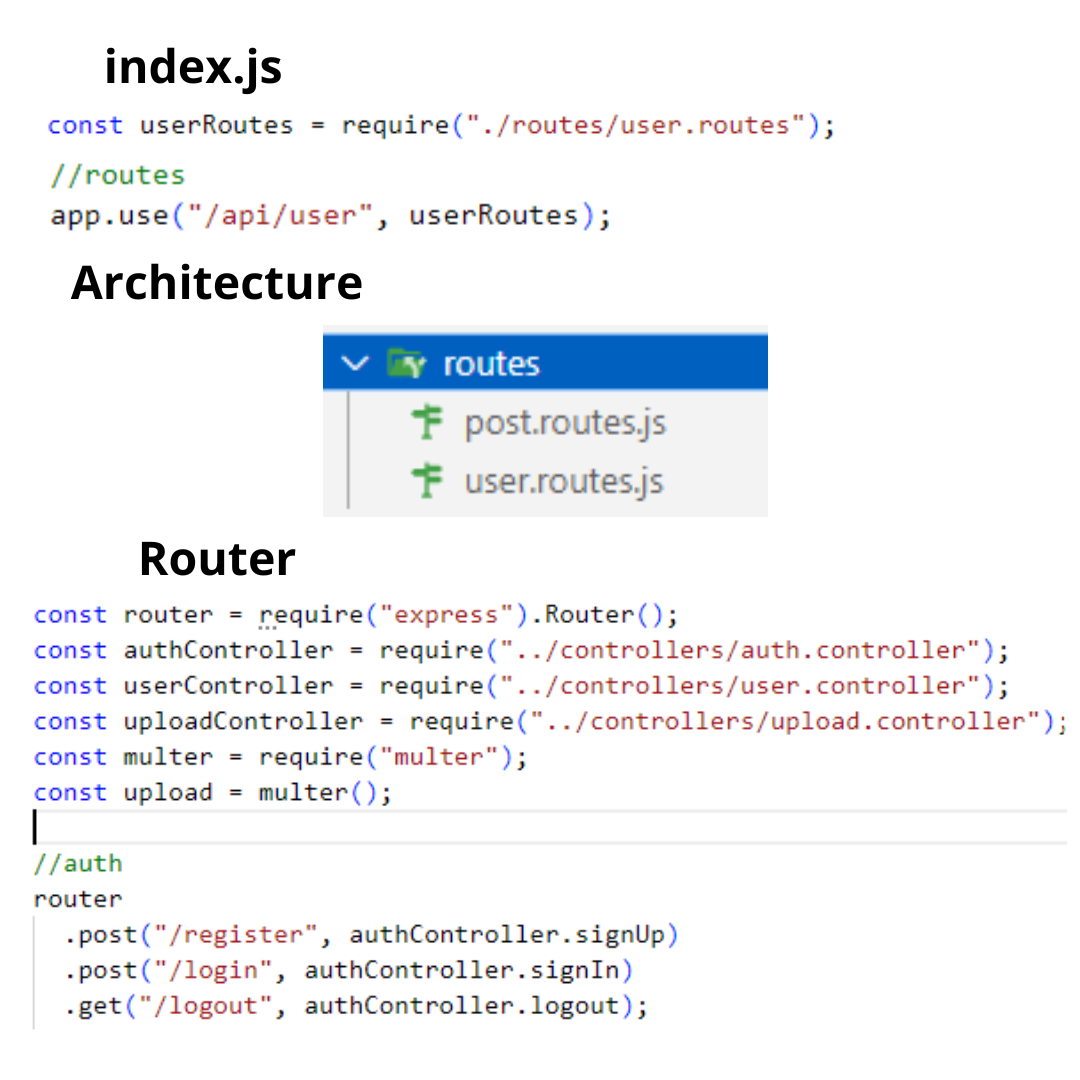 index.js
const userRoutes = require("./routes/user.routes");
//routes
app.use("/api/user", userRoutes);
Architecture
routes
post.routes.js
user.routes.js
Router
const router = require("express").Router();
const authController = require("../controllers/auth.controller");
const userController = require("../controllers/user.controller");
const uploadController = require("../controllers/upload.controller");
const multer = require("multer");
const upload = multer();
//auth
router
.post("/register", authController.signUp)
.post("/login", authController.signIn)
.get("/logout", authController.logout);